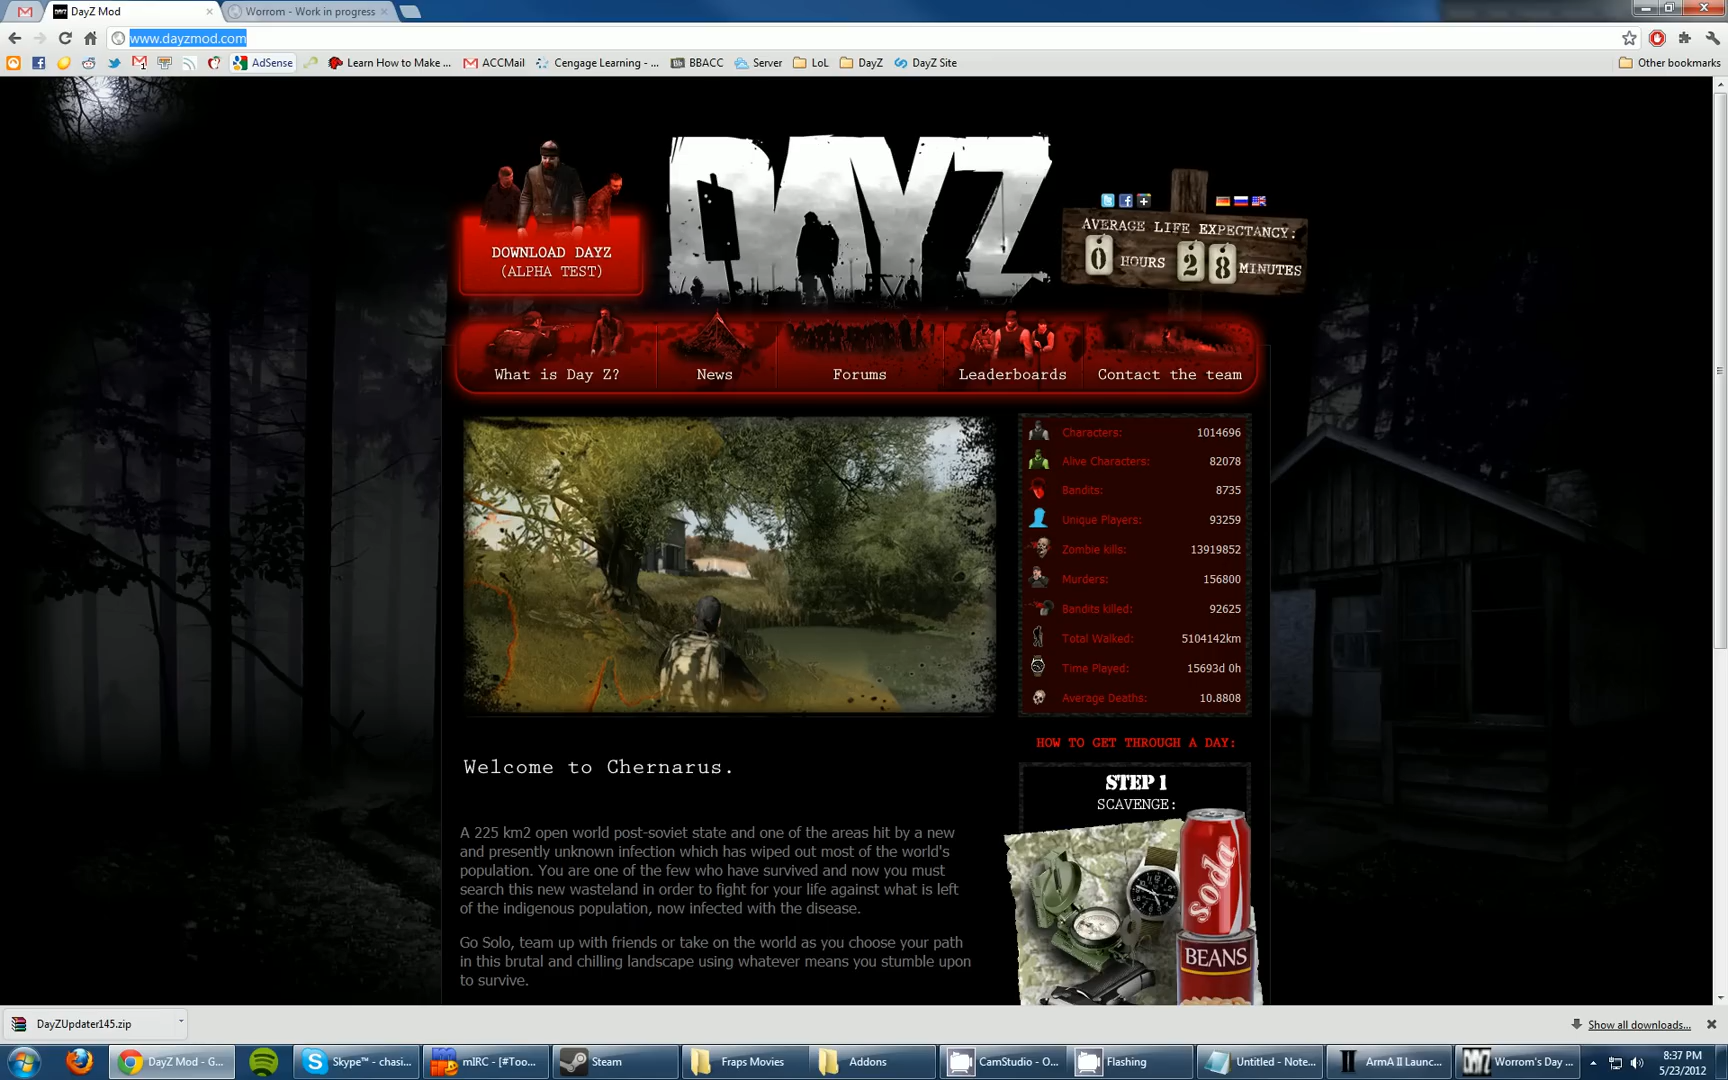 DayZ Mod
Worrom - Work in progress
www.dayzmod.com
AdSense
Learn How to Make ...
ACCMail
Cengage Learning - ...
BBACC
Server
LoL
DayZ
DayZ Site
Other bookmarks
DOWNLOAD DAYZ
(ALPHA TEST)
DAYZ
AVERAGE LIFE EXPECTANCY:
0 HOURS 28 MINUTES
What is Day Z?
News
Forums
Leaderboards
Contact the team
Characters: 1014696
Alive Characters: 82078
Bandits: 8735
Unique Players: 93259
Zombie kills: 13919852
Murders: 156800
Bandits killed: 92625
Total Walked: 5104142km
Time Played: 15693d 0h
Average Deaths: 10.8808
HOW TO GET THROUGH A DAY:
STEP 1
SCAVENGE:
soda
BEANS
Welcome to Chernarus.
A 225 km2 open world post-soviet state and one of the areas hit by a new
and presently unknown infection which has wiped out most of the world's
population. You are one of the few who have survived and now you must
search this new wasteland in order to fight for your life against what is left
of the indigenous population, now infected with the disease.
Go Solo, team up with friends or take on the world as you choose your path
in this brutal and chilling landscape using whatever means you stumble upon
to survive.
DayZUpdater145.zip
Show all downloads...
DayZ Mod - G...
Skype™ - chasi...
mIRC - [#Too...
Steam
Fraps Movies
Addons
CamStudio - O...
Flashing
Untitled - Note...
ArmA II Launc...
Worrom's Day ...
8:37 PM
5/23/2012